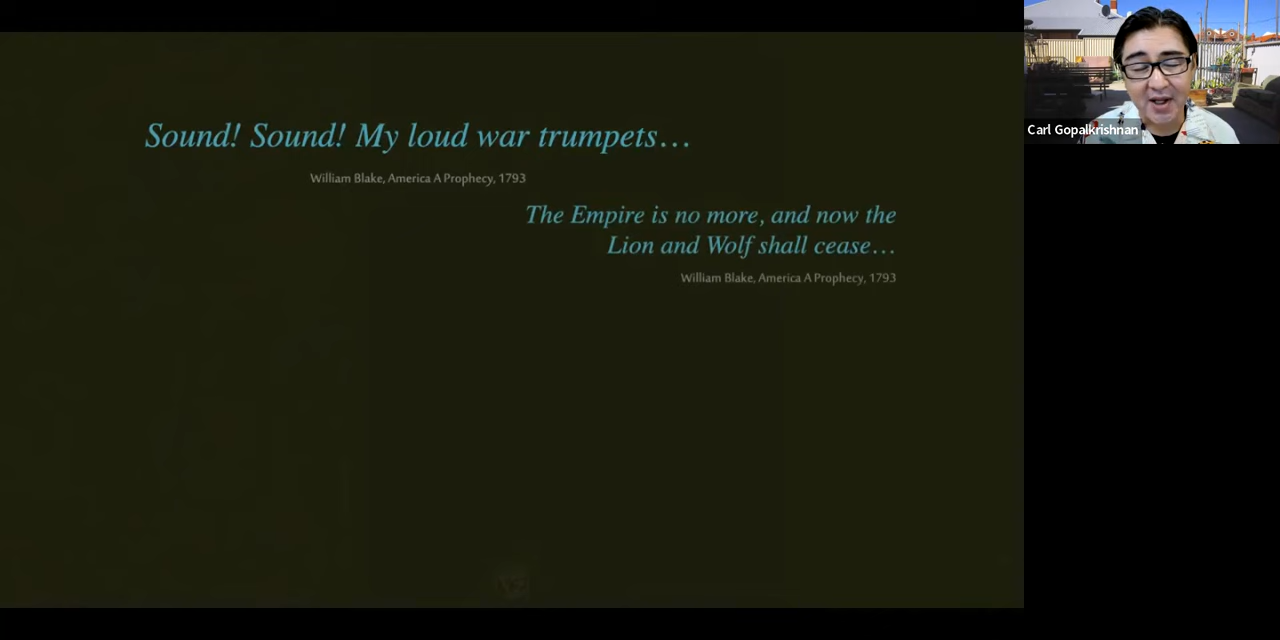 Sound! Sound! My loud war trumpets…
William Blake, America A Prophecy, 1793
The Empire is no more, and now the
Lion and Wolf shall cease…
William Blake, America A Prophecy, 1793
Carl Gopalkrishnan